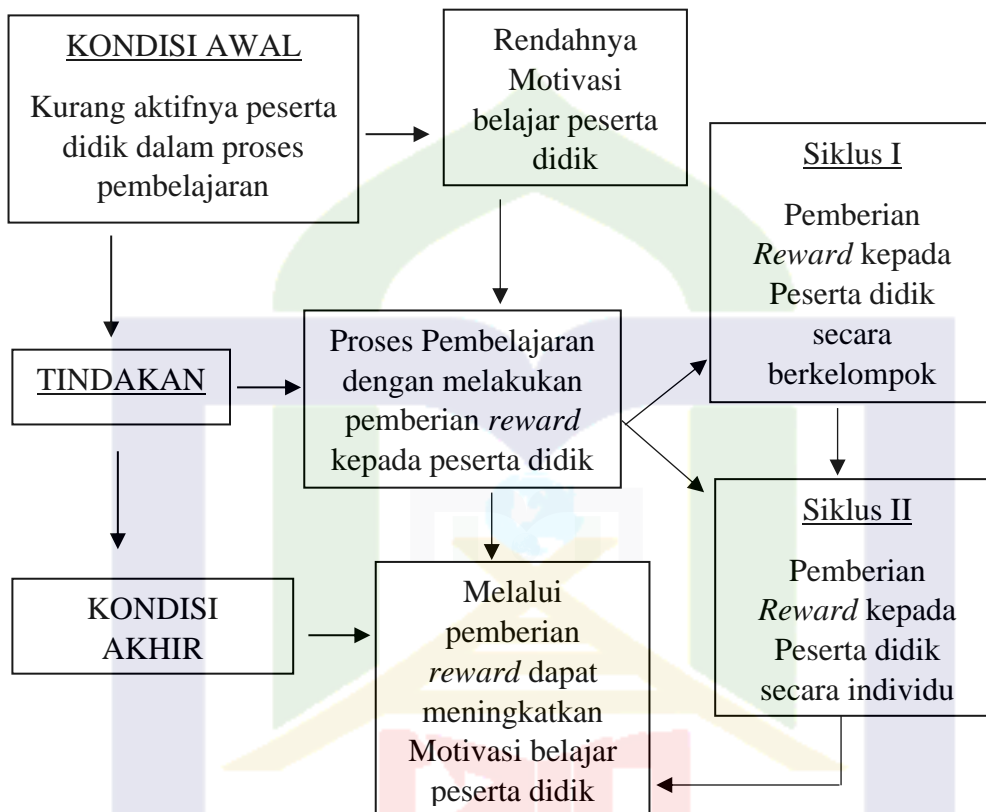 KONDISI AWAL
Kurang aktifnya peserta
didik dalam proses
pembelajaran
Rendahnya
Motivasi
belajar peserta
didik
Siklus I
Pemberian
Reward kepada
Peserta didik
secara
berkelompok
TINDAKAN
Proses Pembelajaran
dengan melakukan
pemberian reward
kepada peserta didik
Siklus II
Pemberian
Reward kepada
Peserta didik
secara individu
KONDISI
AKHIR
Melalui
pemberian
reward dapat
meningkatkan
Motivasi belajar
peserta didik